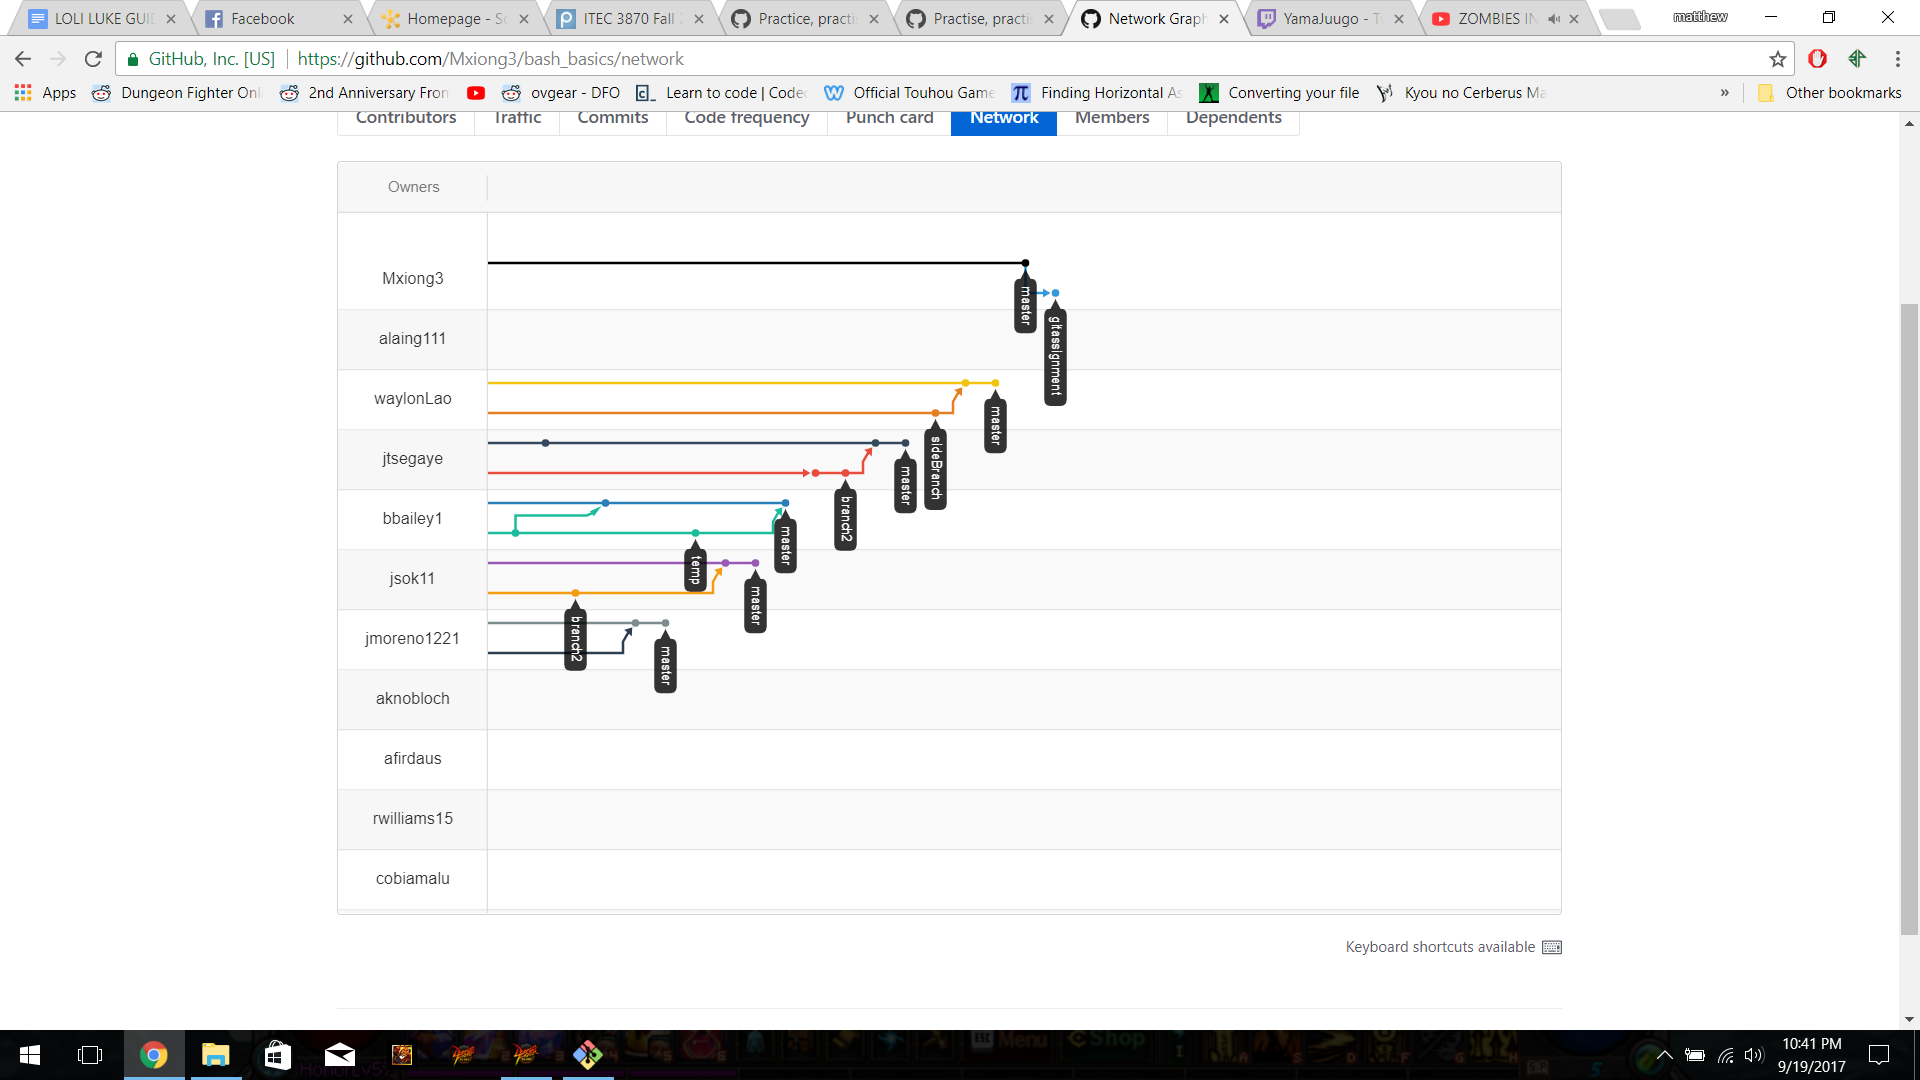 LOLI LUKE GUI
Facebook
Homepage - S
ITEC 3870 Fall
Practice, practi
Practise, practi
Network Grap
YamaJuugo - T
ZOMBIES IN
matthew
GitHub, Inc. [US]
https://github.com/Mxiong3/bash_basics/network
Apps
Dungeon Fighter Onl
2nd Anniversary Fron
ovgear - DFO
Learn to code | Codec
Official Touhou Game
Finding Horizontal As
Converting your file
Kyou no Cerberus Ma
»
Other bookmarks
Contributors
Traffic
Commits
Code frequency
Punch card
Network
Members
Dependents
Owners
Mxiong3
master
gitassignment
alaing111
waylonLao
master
sideBranch
jtsegaye
master
branch2
bbailey1
master
temp
jsok11
master
branch2
jmoreno1221
master
aknobloch
afirdaus
rwilliams15
cobiamalu
Keyboard shortcuts available
Menu
Shop
10:41 PM
9/19/2017